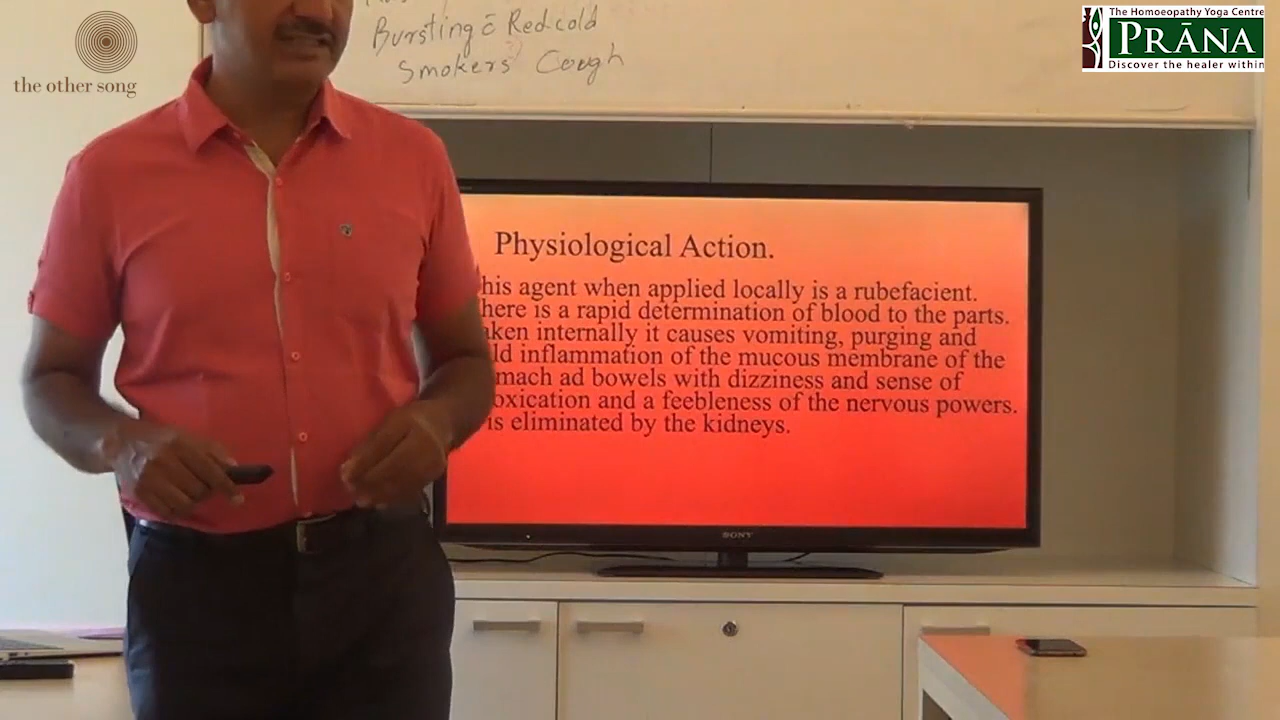 the other song
Bursting c̄ Red-cold
Smokers Cough
The Homoeopathy Yoga Centre
PRĀNA
Discover the healer within
Physiological Action.
his agent when applied locally is a rubefacient.
here is a rapid determination of blood to the parts.
aken internally it causes vomiting, purging and
ld inflammation of the mucous membrane of the
mach ad bowels with dizziness and sense of
oxication and a feebleness of the nervous powers.
is eliminated by the kidneys.
SONY